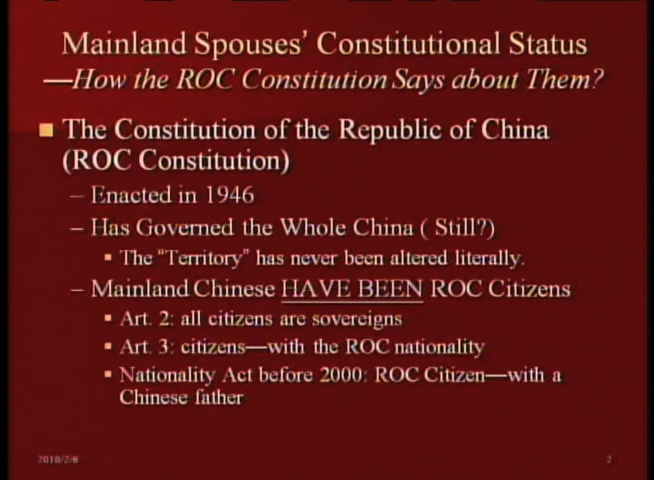 Mainland Spouses' Constitutional Status
—How the ROC Constitution Says about Them?
The Constitution of the Republic of China
(ROC Constitution)
– Enacted in 1946
– Has Governed the Whole China ( Still?)
The “Territory” has never been altered literally.
– Mainland Chinese HAVE BEEN ROC Citizens
Art. 2: all citizens are sovereigns
Art. 3: citizens—with the ROC nationality
Nationality Act before 2000: ROC Citizen—with a
Chinese father
2010/2/6
2